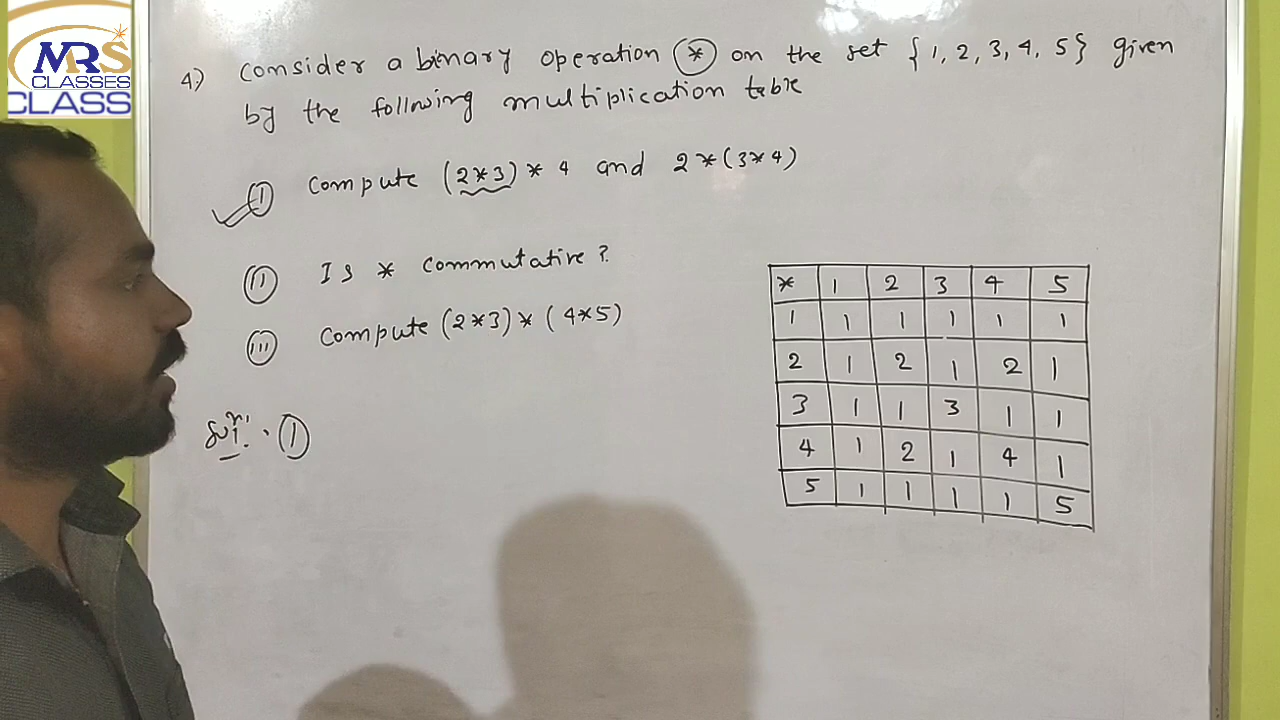 MRS
CLASSES
CLASS
4) Consider a binary operation (*) on the set {1, 2, 3, 4, 5} given
by the following multiplication table
(I) Compute (2*3)*4 and 2*(3*4)
(II) Is * commutative?
(III) Compute (2*3)*(4*5)
* 1 2 3 4 5
1 1 1 1 1 1
2 1 2 1 2 1
3 1 1 3 1 1
4 1 2 1 4 1
5 1 1 1 1 5
Sol<sup>n</sup>. (1)